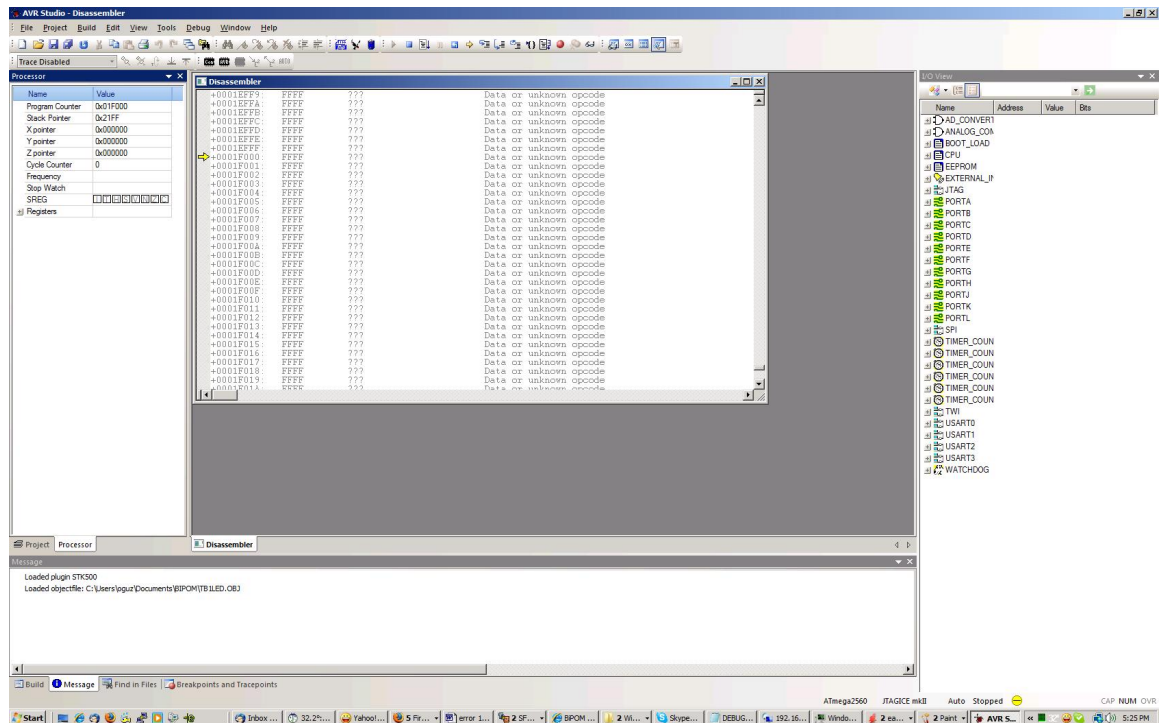 AVR Studio - Disassembler
File Project Build Edit View Tools Debug Window Help
Trace Disabled
Processor
Name Value
Program Counter 0x01F000
Stack Pointer 0x21FF
X pointer 0x000000
Y pointer 0x000000
Z pointer 0x000000
Cycle Counter 0
Frequency
Stop Watch
SREG I T H S V N Z C
Registers
Disassembler
+0001EFF9: FFFF ??? Data or unknown opcode
+0001EFFA: FFFF ??? Data or unknown opcode
+0001EFFB: FFFF ??? Data or unknown opcode
+0001EFFC: FFFF ??? Data or unknown opcode
+0001EFFD: FFFF ??? Data or unknown opcode
+0001EFFE: FFFF ??? Data or unknown opcode
+0001EFFF: FFFF ??? Data or unknown opcode
+0001F000: FFFF ??? Data or unknown opcode
+0001F001: FFFF ??? Data or unknown opcode
+0001F002: FFFF ??? Data or unknown opcode
+0001F003: FFFF ??? Data or unknown opcode
+0001F004: FFFF ??? Data or unknown opcode
+0001F005: FFFF ??? Data or unknown opcode
+0001F006: FFFF ??? Data or unknown opcode
+0001F007: FFFF ??? Data or unknown opcode
+0001F008: FFFF ??? Data or unknown opcode
+0001F009: FFFF ??? Data or unknown opcode
+0001F00A: FFFF ??? Data or unknown opcode
+0001F00B: FFFF ??? Data or unknown opcode
+0001F00C: FFFF ??? Data or unknown opcode
+0001F00D: FFFF ??? Data or unknown opcode
+0001F00E: FFFF ??? Data or unknown opcode
+0001F00F: FFFF ??? Data or unknown opcode
+0001F010: FFFF ??? Data or unknown opcode
+0001F011: FFFF ??? Data or unknown opcode
+0001F012: FFFF ??? Data or unknown opcode
+0001F013: FFFF ??? Data or unknown opcode
+0001F014: FFFF ??? Data or unknown opcode
+0001F015: FFFF ??? Data or unknown opcode
+0001F016: FFFF ??? Data or unknown opcode
+0001F017: FFFF ??? Data or unknown opcode
+0001F018: FFFF ??? Data or unknown opcode
+0001F019: FFFF ??? Data or unknown opcode
+0001F01A: FFFF ??? Data or unknown opcode
I/O View
Name Address Value Bits
AD_CONVERT
ANALOG_COM
BOOT_LOAD
CPU
EEPROM
EXTERNAL_IN
JTAG
PORTA
PORTB
PORTC
PORTD
PORTE
PORTF
PORTG
PORTH
PORTJ
PORTK
PORTL
SPI
TIMER_COUN
TIMER_COUN
TIMER_COUN
TIMER_COUN
TIMER_COUN
TIMER_COUN
TWI
USART0
USART1
USART2
USART3
WATCHDOG
Project Processor
Disassembler
Message
Loaded plugin STK500
Loaded objectfile: C:\Users\oguz\Documents\BIPOM\TB1LED.OBJ
Build Message Find in Files Breakpoints and Tracepoints
ATmega2560 JTAGICE mkII Auto Stopped CAP NUM OVR
Start Inbox ... 32.2°:... Yahoo!... 5 Fir... error 1... 2 SF... BIPOM ... 2 Wi... Skype... DEBUG... 192.16... Windo... 2 ea... 2 Paint AVR S... 5:25 PM